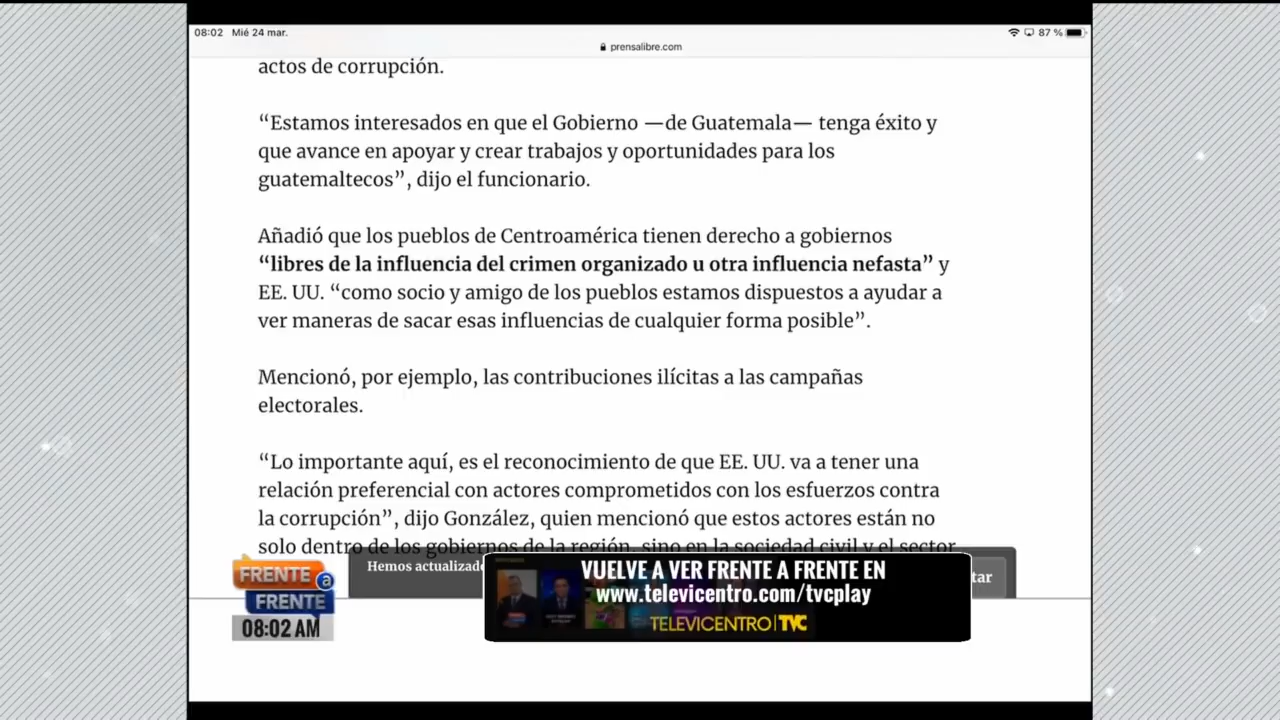 08:02 Mié 24 mar.
87 %
prensalibre.com
actos de corrupción.
“Estamos interesados en que el Gobierno —de Guatemala— tenga éxito y
que avance en apoyar y crear trabajos y oportunidades para los
guatemaltecos”, dijo el funcionario.
Añadió que los pueblos de Centroamérica tienen derecho a gobiernos
“libres de la influencia del crimen organizado u otra influencia nefasta” y
EE. UU. “como socio y amigo de los pueblos estamos dispuestos a ayudar a
ver maneras de sacar esas influencias de cualquier forma posible”.
Mencionó, por ejemplo, las contribuciones ilícitas a las campañas
electorales.
“Lo importante aquí, es el reconocimiento de que EE. UU. va a tener una
relación preferencial con actores comprometidos con los esfuerzos contra
la corrupción”, dijo González, quien mencionó que estos actores están no
solo dentro de los gobiernos de la región, sino en la sociedad civil y el sector
Hemos actualizado
tar
FRENTE a
FRENTE
08:02 AM
VUELVE A VER FRENTE A FRENTE EN
www.televicentro.com/tvcplay
TELEVICENTRO|TVC